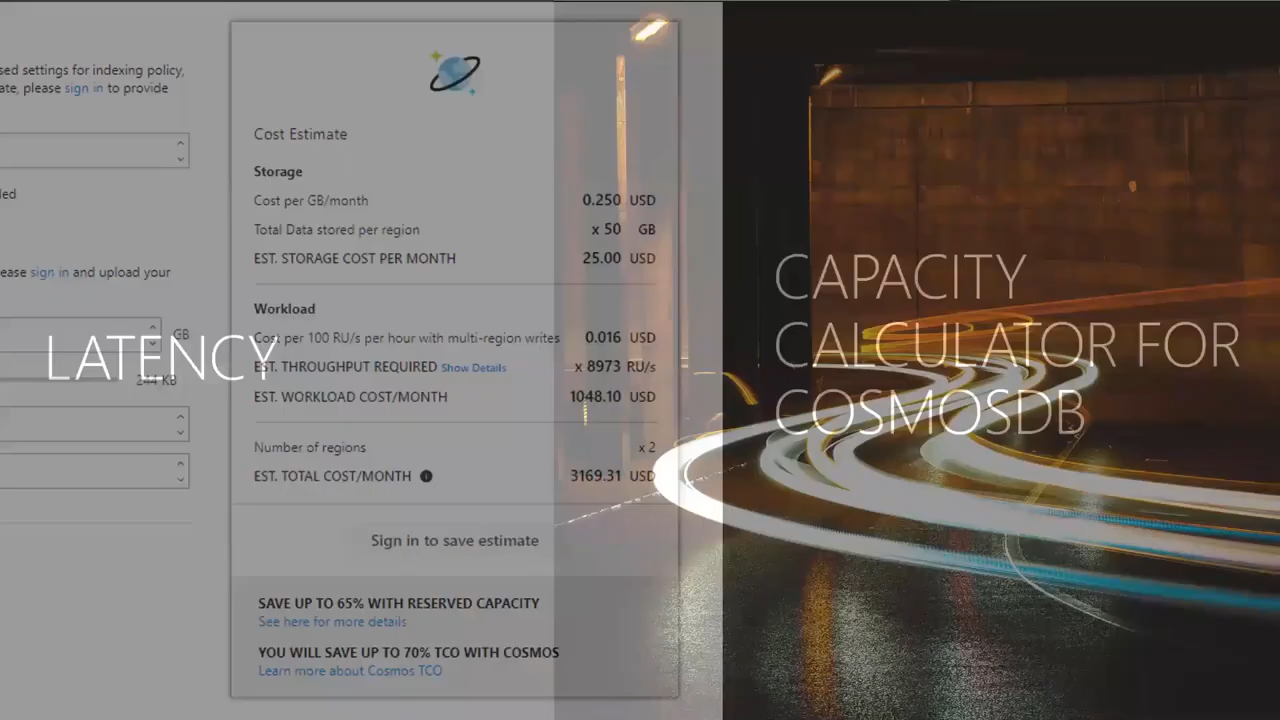 sed settings for indexing policy,
ate, please sign in to provide
led
ease sign in and upload your
GB
244 KB
LATENCY
Cost Estimate
Storage
Cost per GB/month 0.250 USD
Total Data stored per region x 50 GB
EST. STORAGE COST PER MONTH 25.00 USD
Workload
Cost per 100 RU/s per hour with multi-region writes 0.016 USD
EST. THROUGHPUT REQUIRED Show Details x 8973 RU/s
EST. WORKLOAD COST/MONTH 1048.10 USD
Number of regions x 2
EST. TOTAL COST/MONTH 3169.31 USD
Sign in to save estimate
SAVE UP TO 65% WITH RESERVED CAPACITY
See here for more details
YOU WILL SAVE UP TO 70% TCO WITH COSMOS
Learn more about Cosmos TCO
CAPACITY
CALCULATOR FOR
COSMOSDB